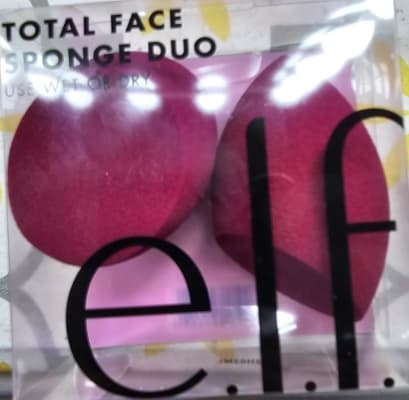 TOTAL FACE
SPONGE DUO
USE WET OR DRY
e.l.f.